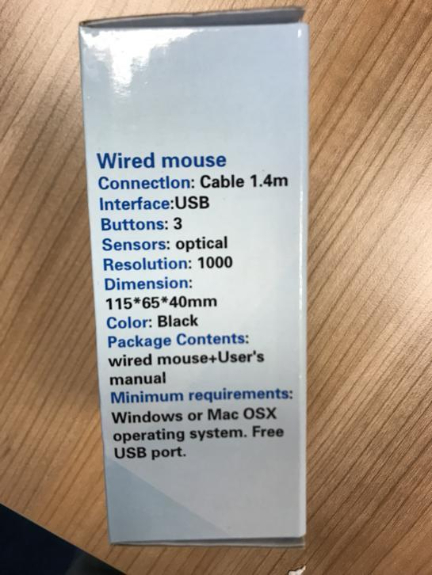 Wired mouse
ConnectIon: Cable 1.4m
Interface:USB
Buttons: 3
Sensors: optical
Resolution: 1000
Dimension:
115*65*40mm
Color: Black
Package Contents:
wired mouse+User's
manual
Minimum requirements:
Windows or Mac OSX
operating system. Free
USB port.